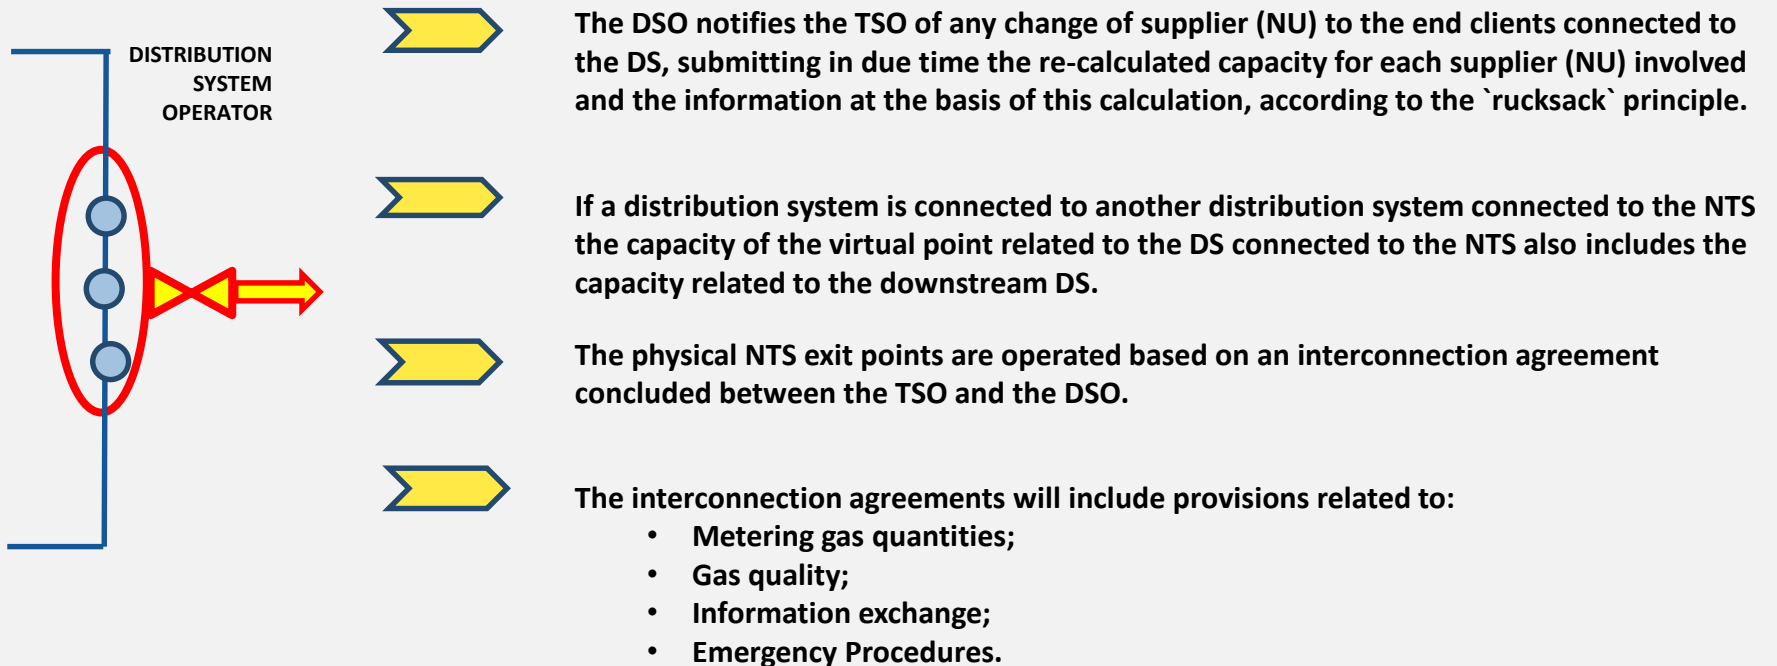 DISTRIBUTION
SYSTEM
OPERATOR
The DSO notifies the TSO of any change of supplier (NU) to the end clients connected to
the DS, submitting in due time the re-calculated capacity for each supplier (NU) involved
and the information at the basis of this calculation, according to the `rucksack` principle.
If a distribution system is connected to another distribution system connected to the NTS
the capacity of the virtual point related to the DS connected to the NTS also includes the
capacity related to the downstream DS.
The physical NTS exit points are operated based on an interconnection agreement
concluded between the TSO and the DSO.
The interconnection agreements will include provisions related to:
• Metering gas quantities;
• Gas quality;
• Information exchange;
• Emergency Procedures.